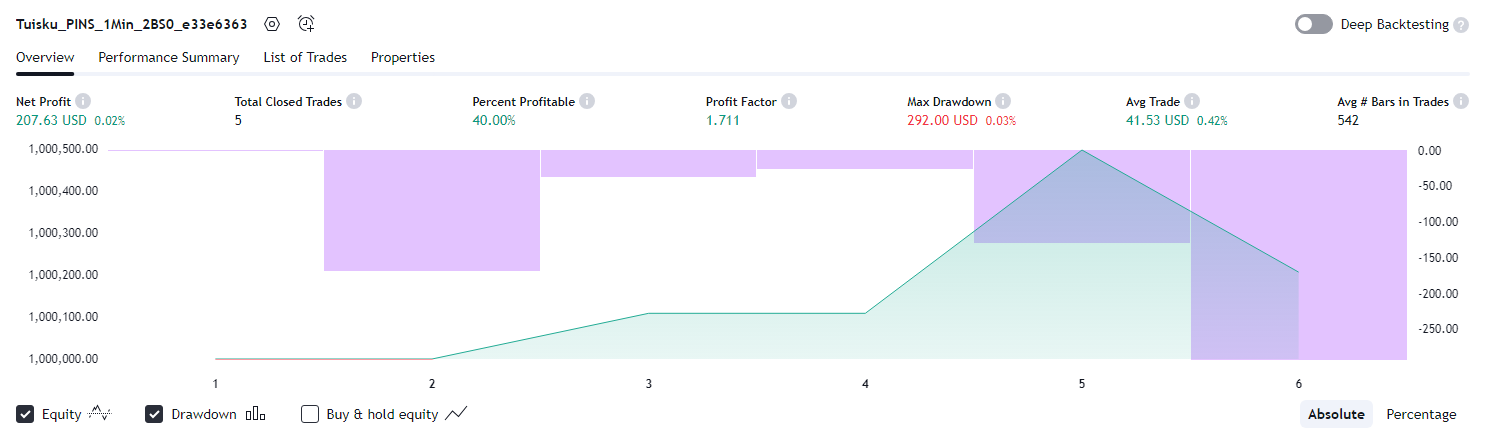 Tuisku_PINS_1Min_2BS0_e33e6363
Deep Backtesting ?
Overview Performance Summary List of Trades Properties
Net Profit Total Closed Trades Percent Profitable Profit Factor Max Drawdown Avg Trade Avg # Bars in Trades
207.63 USD 0.02% 5 40.00% 1.711 292.00 USD 0.03% 41.53 USD 0.42% 542
1,000,500.00 0.00
1,000,400.00 -50.00
1,000,300.00 -100.00
1,000,200.00 -150.00
1,000,100.00 -200.00
1,000,000.00 -250.00
1 2 3 4 5 6
Equity Drawdown Buy & hold equity Absolute Percentage